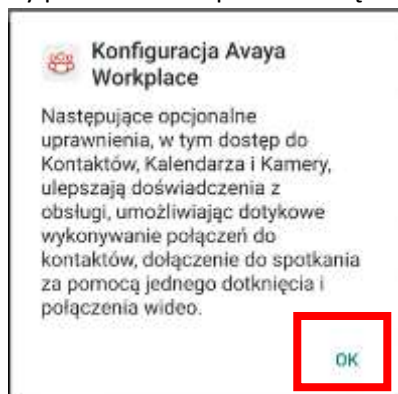 Konfiguracja Avaya
Workplace
Następujące opcjonalne
uprawnienia, w tym dostęp do
Kontaktów, Kalendarza i Kamery,
ulepszają doświadczenia z
obsługi, umożliwiając dotykowe
wykonywanie połączeń do
kontaktów, dołączenie do spotkania
za pomocą jednego dotknięcia i
połączenia wideo.
OK